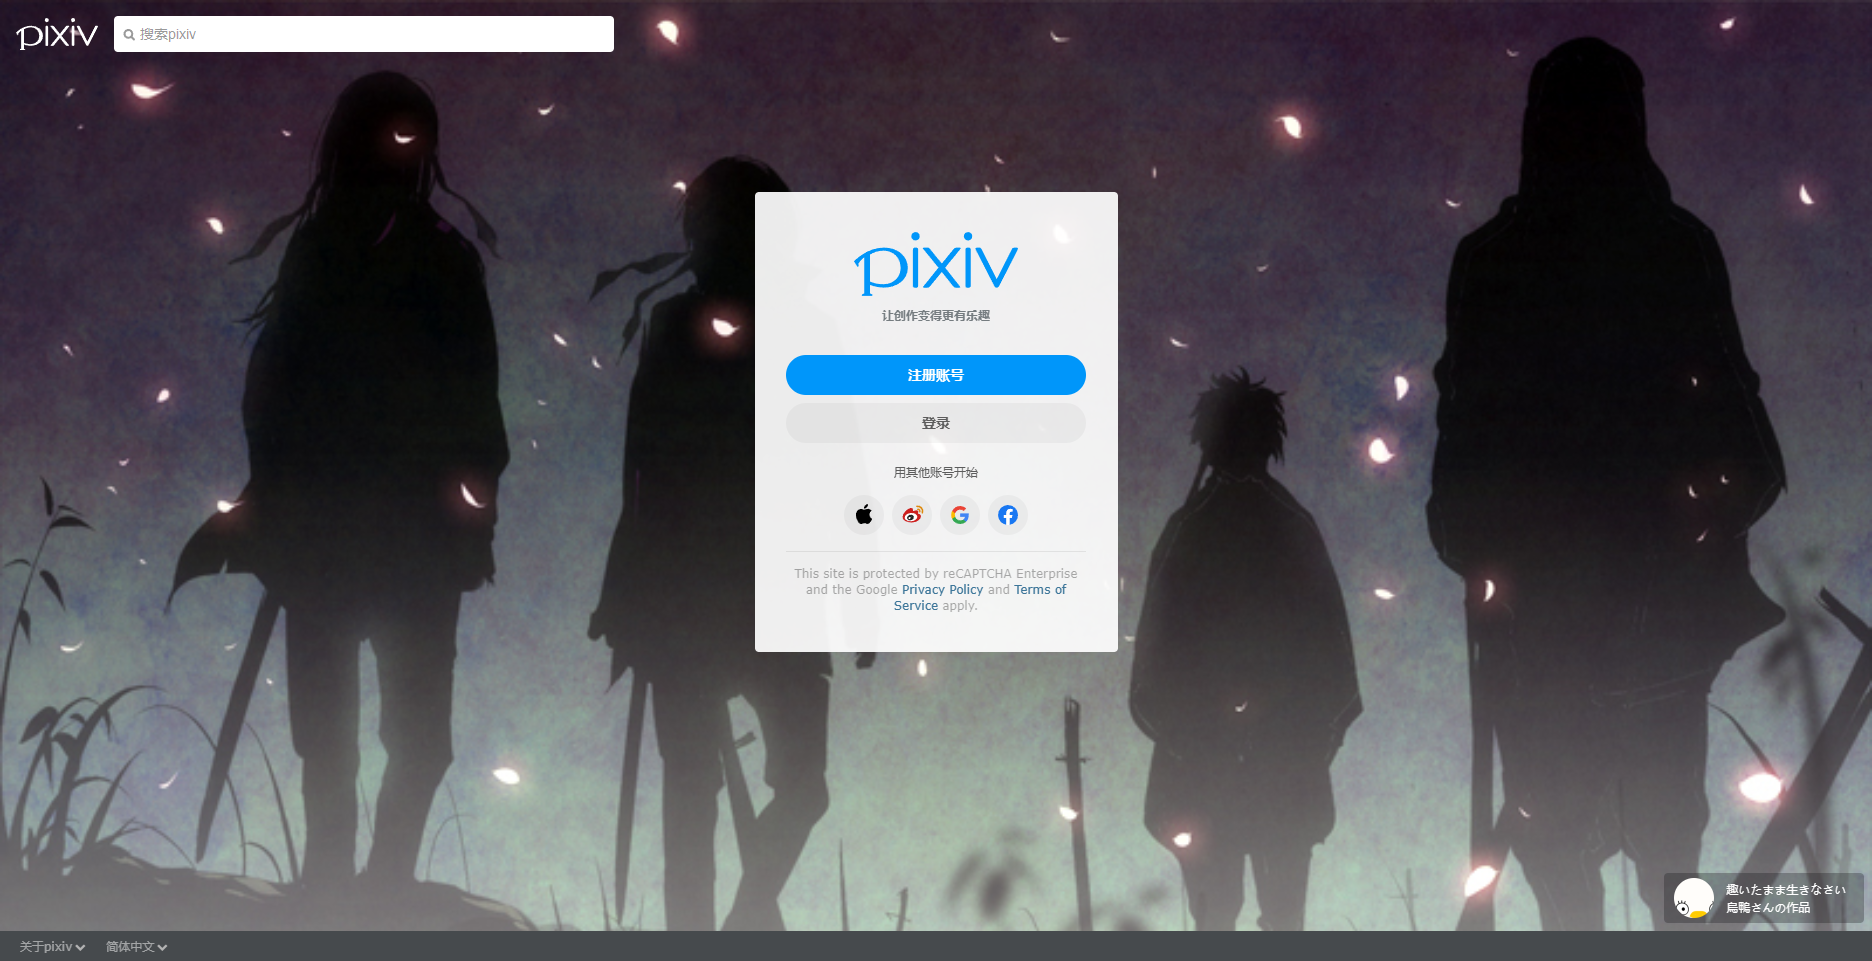 pixiv
搜索pixiv
pixiv
让创作变得更有乐趣
注册账号
登录
用其他账号开始
This site is protected by reCAPTCHA Enterprise
and the Google Privacy Policy and Terms of
Service apply.
趣いたまま生きなさい
烏鴨さんの作品
关于pixiv
简体中文